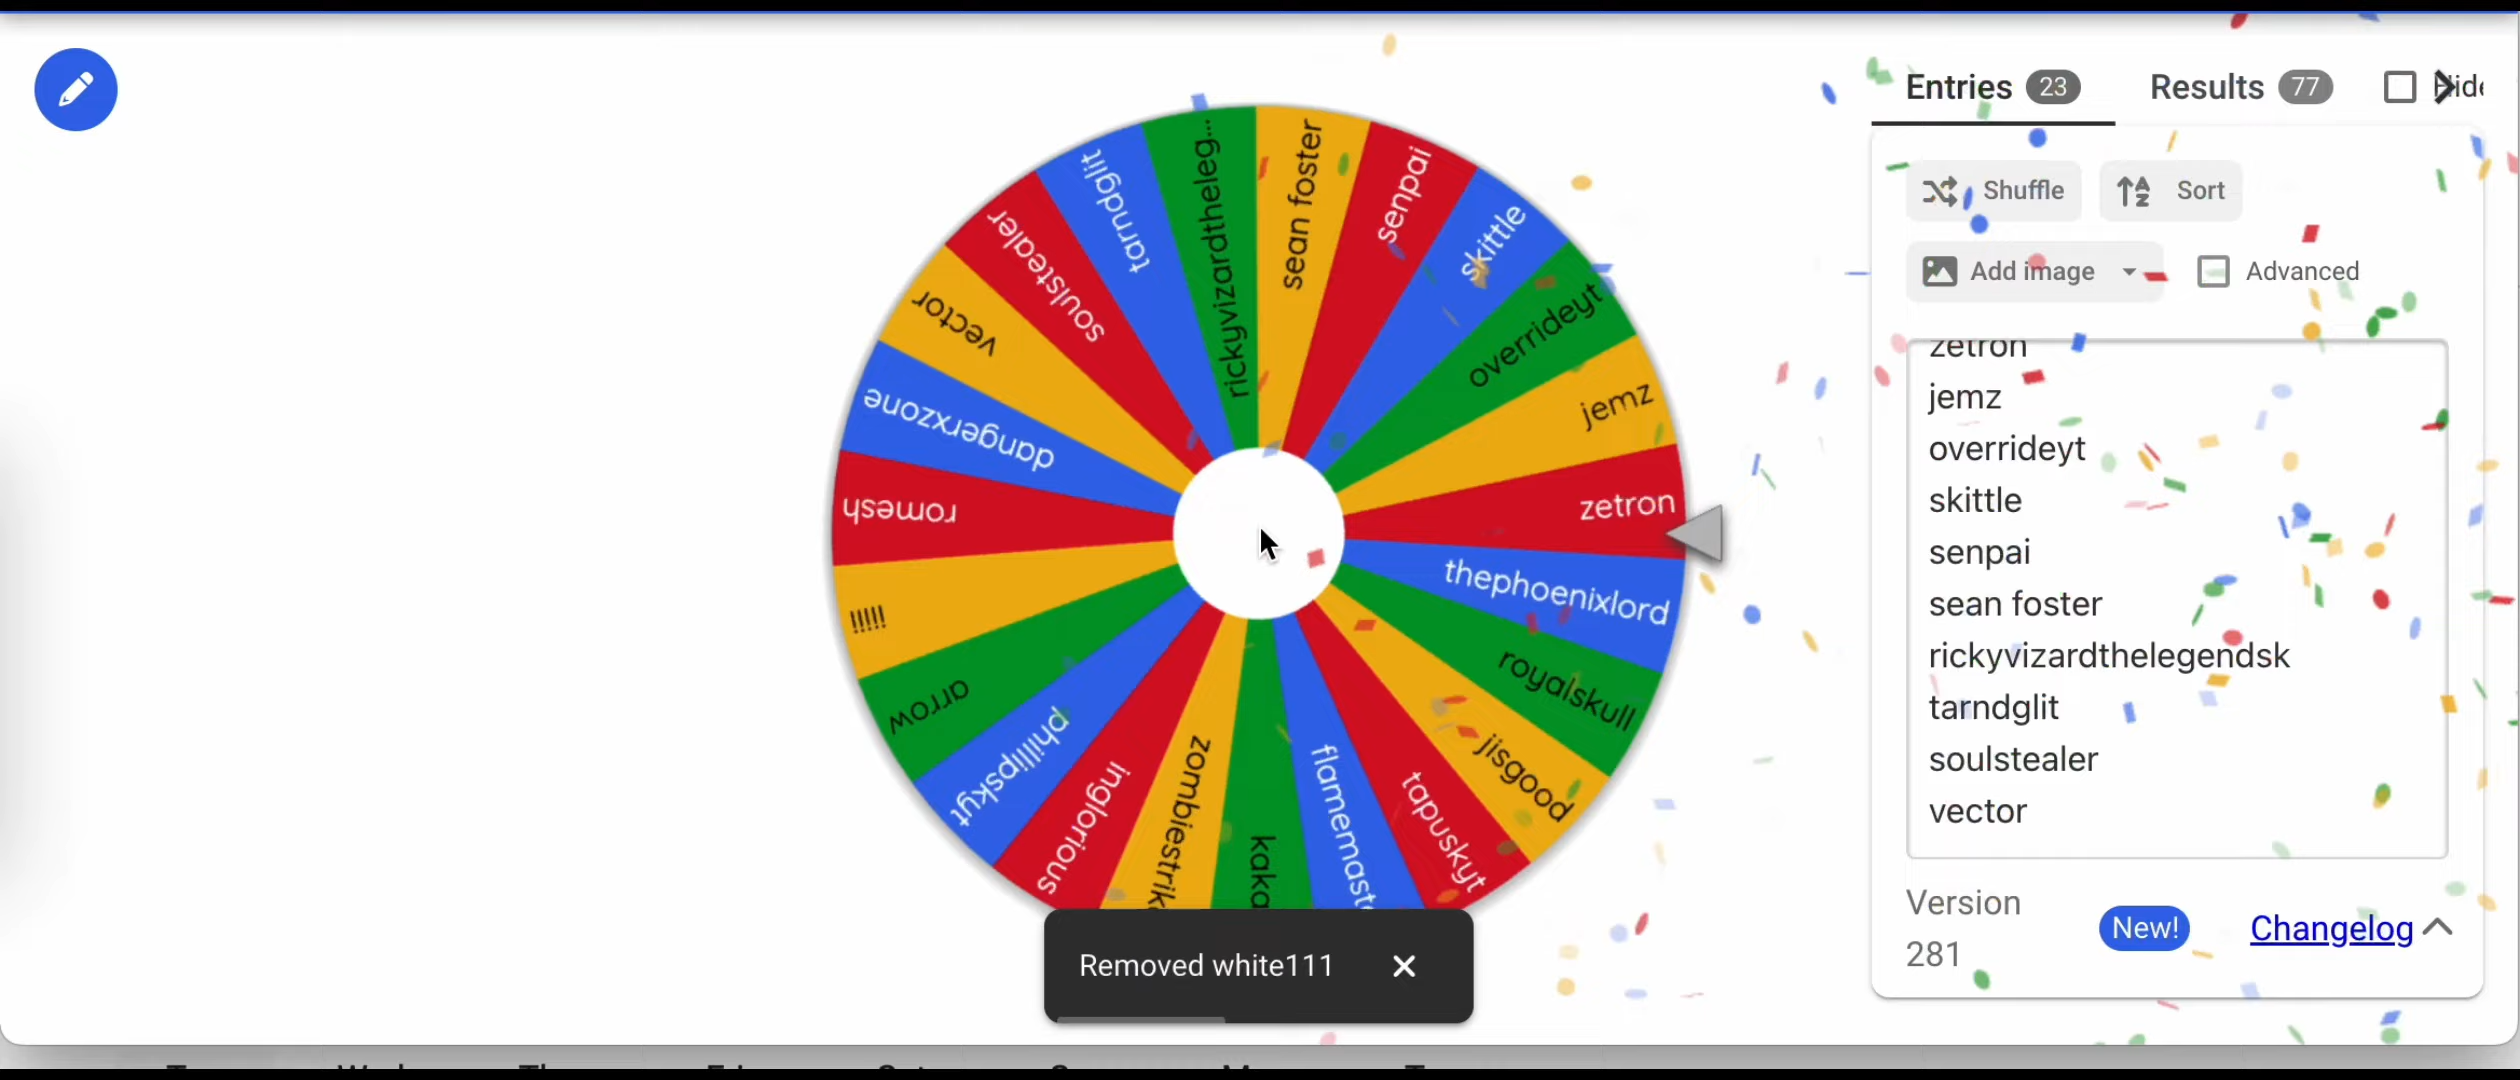 Entries 23
Results 77
Hide
Shuffle
Sort
Add image
Advanced
zetron
jemz
overrideyt
skittle
senpai
sean foster
rickyvizardthelegendsk
tarndglit
soulstealer
vector
Version
281
New!
Changelog
rickyvizardtheleg...
sean foster
senpai
skittle
overrideyt
jemz
zetron
thephoenixlord
royalskull
jisgood
tapuskyt
flamemaste
kaka
zombiestrik
inglorious
phillipskyt
arrow
!!!!!
romesh
dangerxzone
vector
soulstealer
tarndglit
Removed white111